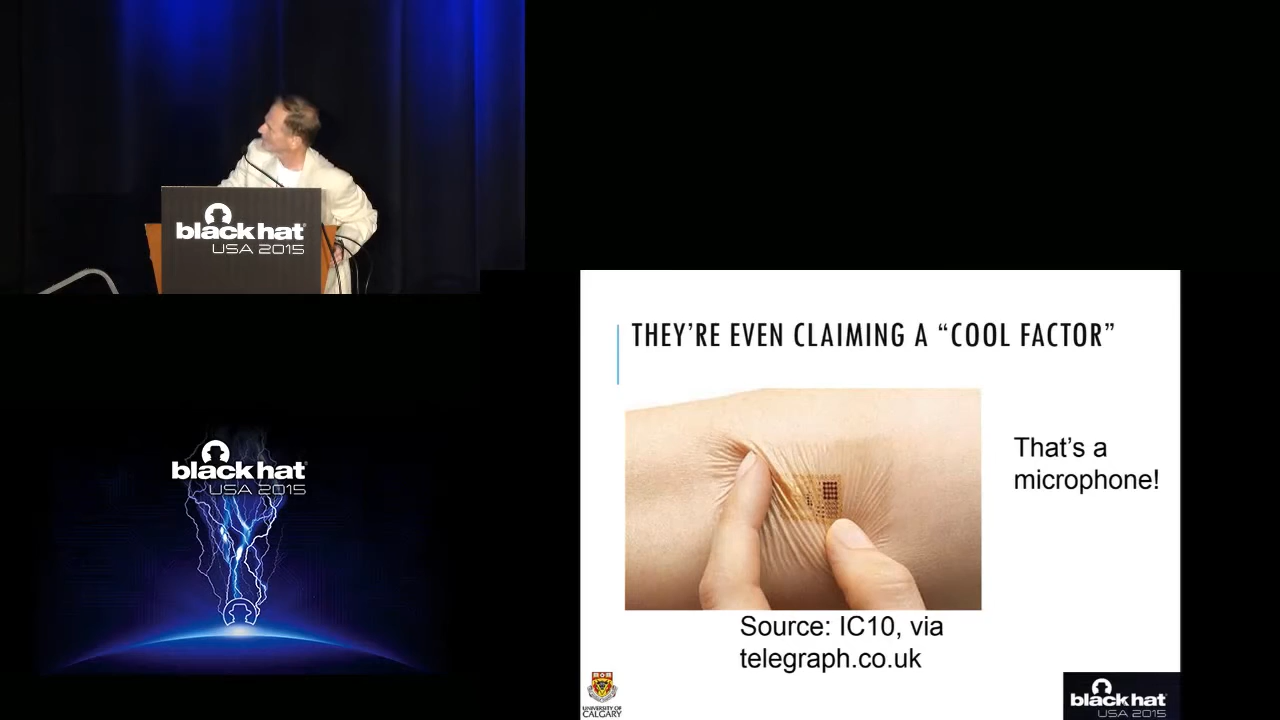 black hat
USA 2015
THEY'RE EVEN CLAIMING A “COOL FACTOR”
That's a
microphone!
Source: IC10, via
telegraph.co.uk
black hat
USA 2015
UNIVERSITY OF
CALGARY
black hat
USA 2015